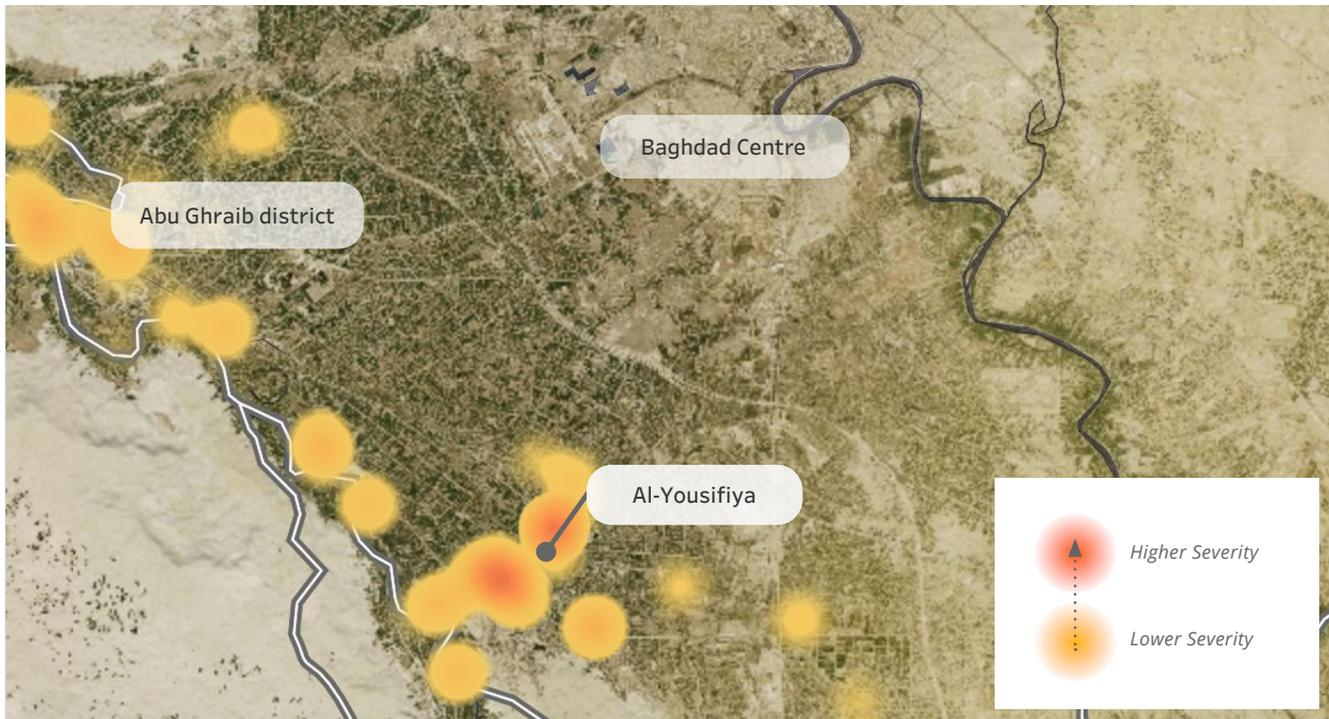 Baghdad Centre
Abu Ghraib district
Al-Yousifiya
Higher Severity
Lower Severity